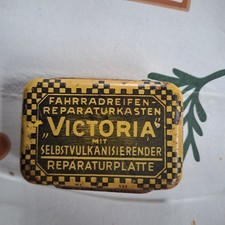 FAHRRADREIFEN-
REPARATURKASTEN
„VICTORIA“
MIT
SELBSTVULKANISIERENDER
REPARATURPLATTE